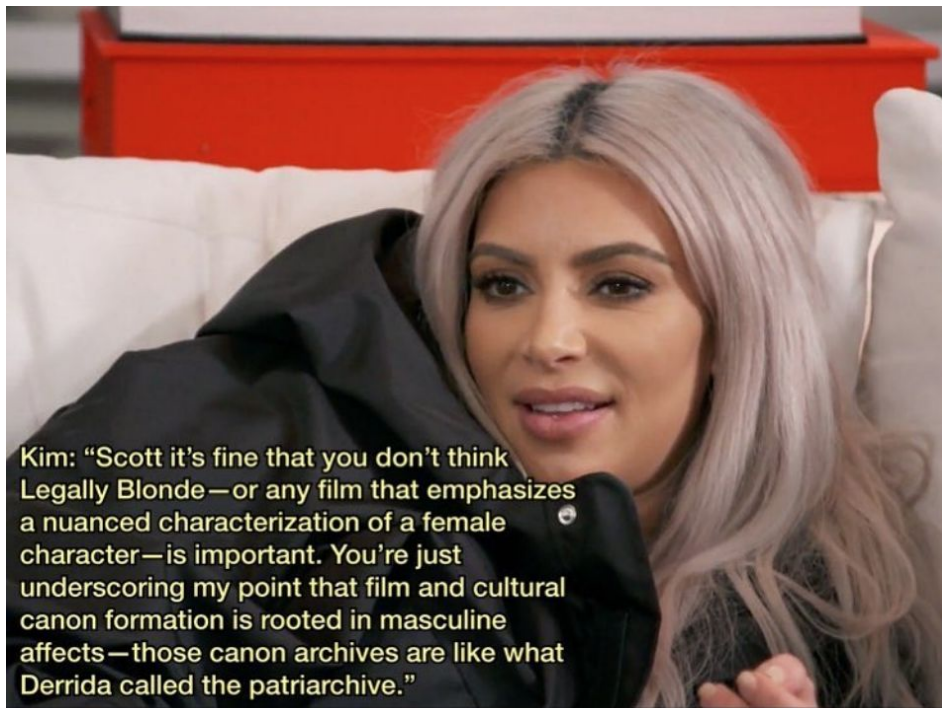 Kim: “Scott it’s fine that you don’t think
Legally Blonde—or any film that emphasizes
a nuanced characterization of a female
character—is important. You’re just
underscoring my point that film and cultural
canon formation is rooted in masculine
affects—those canon archives are like what
Derrida called the patriarchive.”